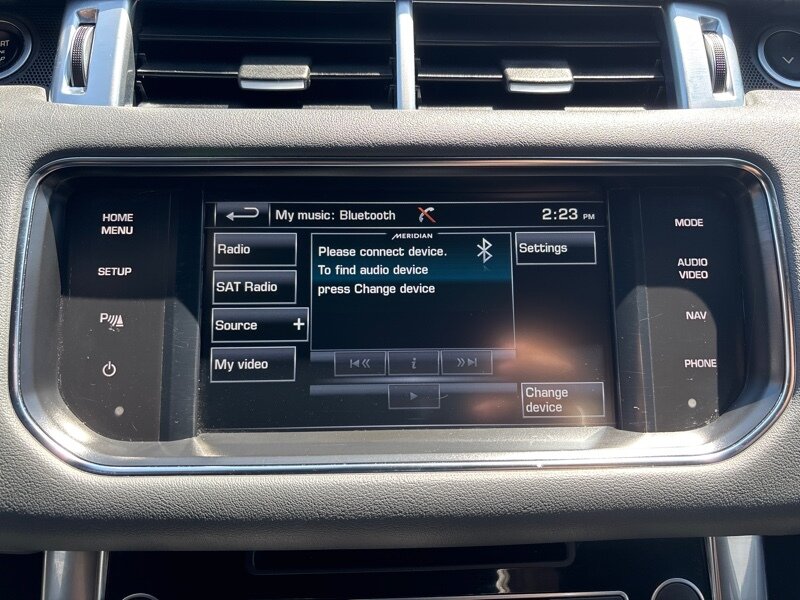 HOME
MENU
SETUP
P
My music: Bluetooth
2:23 PM
MERIDIAN
Radio
SAT Radio
Source +
My video
Please connect device.
To find audio device
press Change device
i
Settings
Change
device
MODE
AUDIO
VIDEO
NAV
PHONE